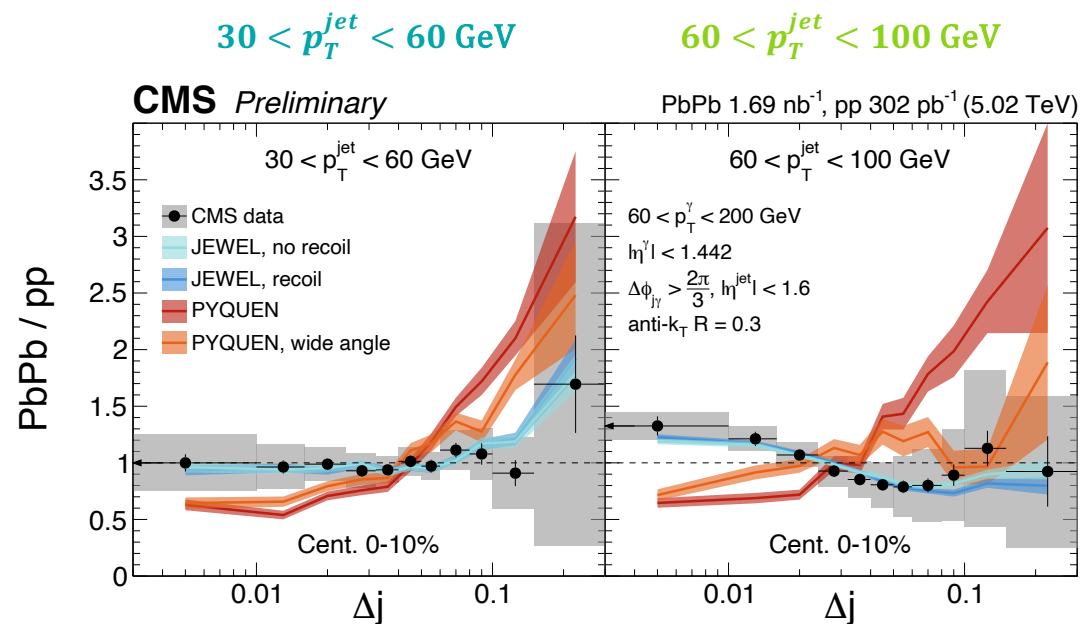 30 < p_T^jet < 60 GeV
60 < p_T^jet < 100 GeV
CMS Preliminary
PbPb 1.69 nb⁻¹, pp 302 pb⁻¹ (5.02 TeV)
30 < p_T^jet < 60 GeV
CMS data
JEWEL, no recoil
JEWEL, recoil
PYQUEN
PYQUEN, wide angle
Cent. 0-10%
60 < p_T^jet < 100 GeV
60 < p_T^γ < 200 GeV
|η^γ| < 1.442
Δϕ_jγ > 2π/3, |η^jet| < 1.6
anti-k_T R = 0.3
Cent. 0-10%
PbPb / pp
3.5
3
2.5
2
1.5
1
0.5
0
0.01
0.1
0.01
0.1
Δj
Δj